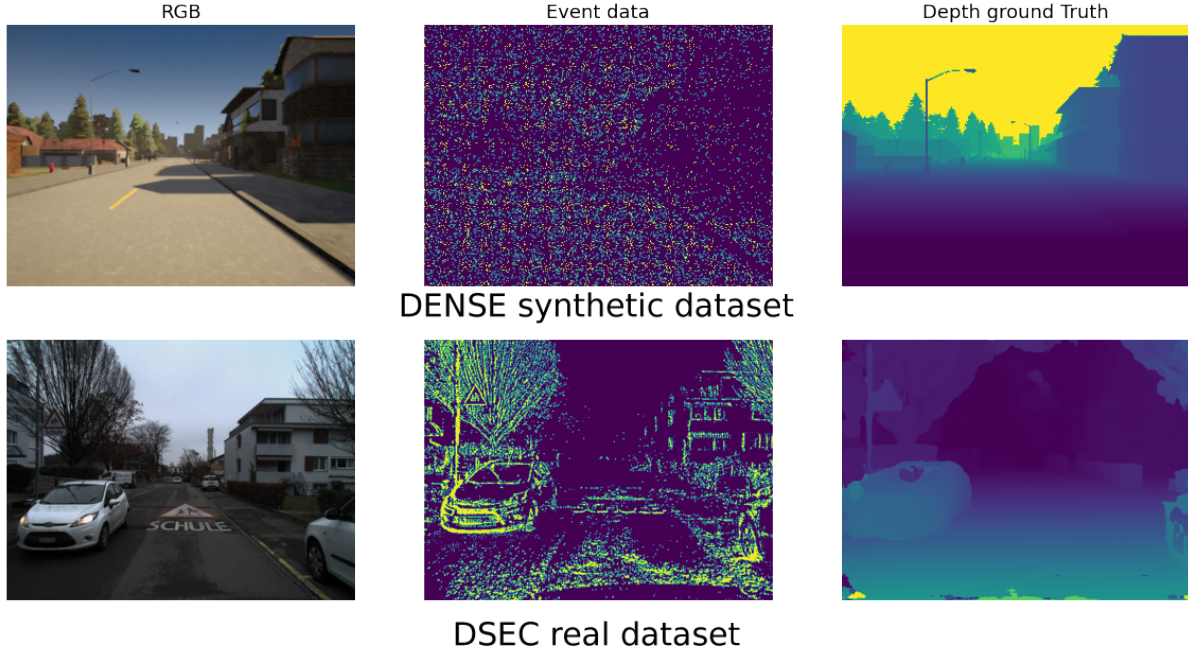 RGB
Event data
Depth ground Truth
DENSE synthetic dataset
SCHULE
DSEC real dataset